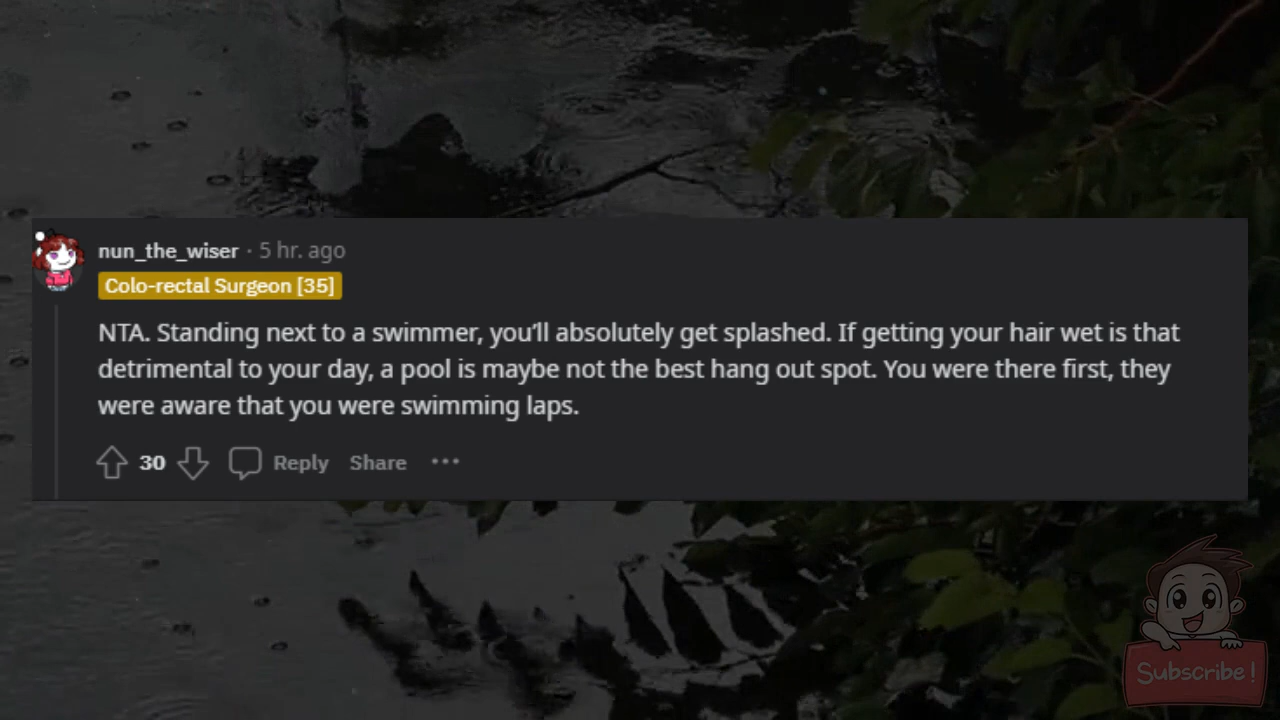 nun_the_wiser · 5 hr. ago
Colo-rectal Surgeon [35]
NTA. Standing next to a swimmer, you'll absolutely get splashed. If getting your hair wet is that
detrimental to your day, a pool is maybe not the best hang out spot. You were there first, they
were aware that you were swimming laps.
30 Reply Share ···
Subscribe!